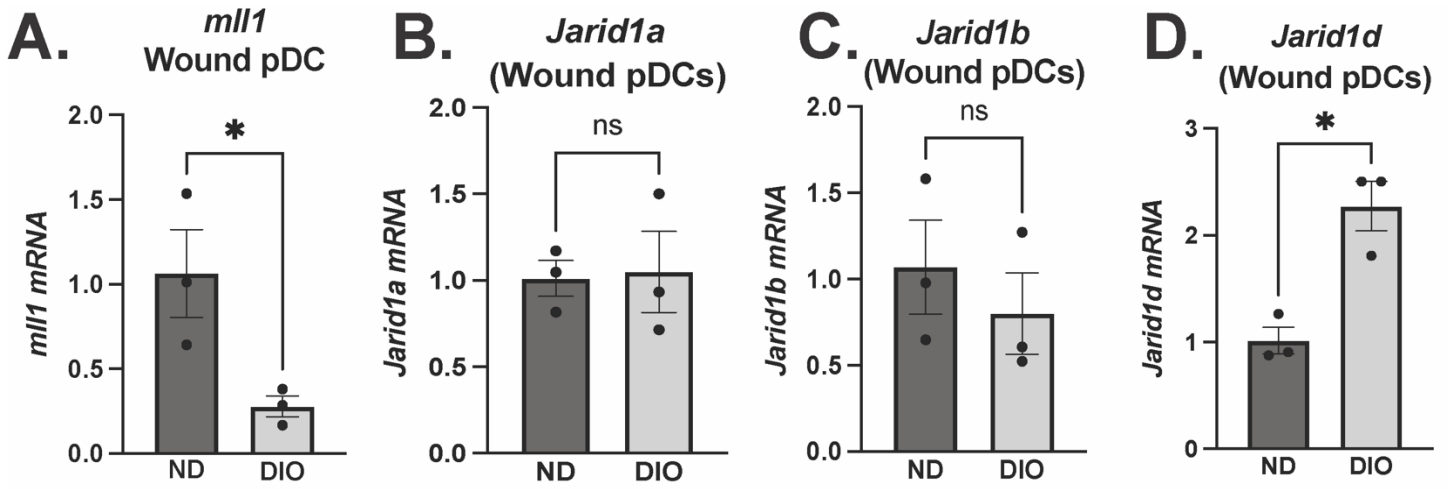 A.
mll1
Wound pDC
mll1 mRNA
2.0
1.5
1.0
0.5
0.0
*
ND
DIO
B.
Jarid1a
(Wound pDCs)
Jarid1a mRNA
2.0
1.5
1.0
0.5
0.0
ns
ND
DIO
C.
Jarid1b
(Wound pDCs)
Jarid1b mRNA
2.0
1.5
1.0
0.5
0.0
ns
ND
DIO
D.
Jarid1d
(Wound pDCs)
Jarid1d mRNA
3
2
1
0
*
ND
DIO